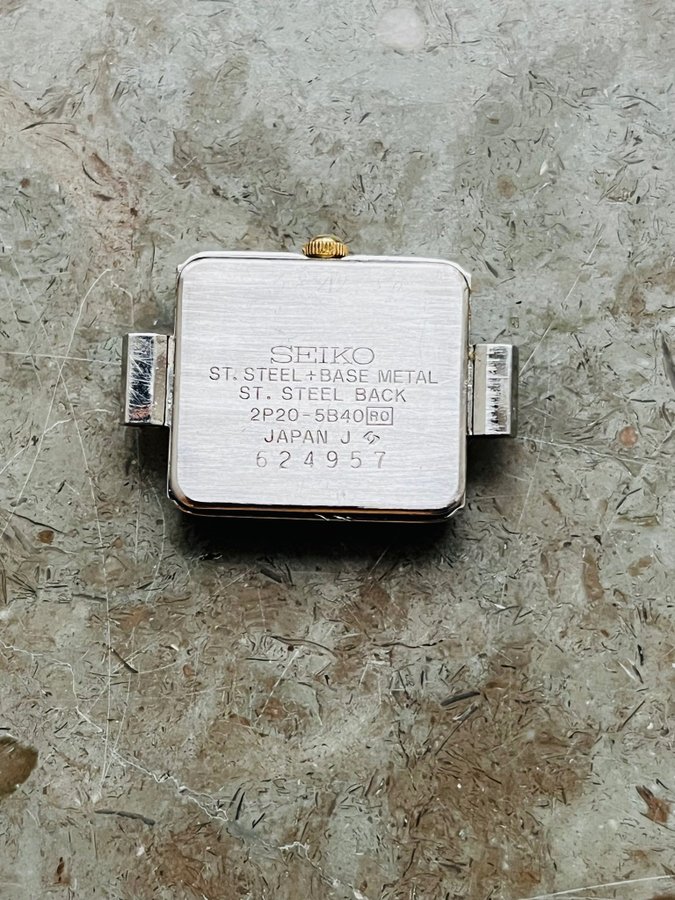 SEIKO
ST. STEEL+BASE METAL
ST. STEEL BACK
2P20-5B40 R0
JAPAN J
624957